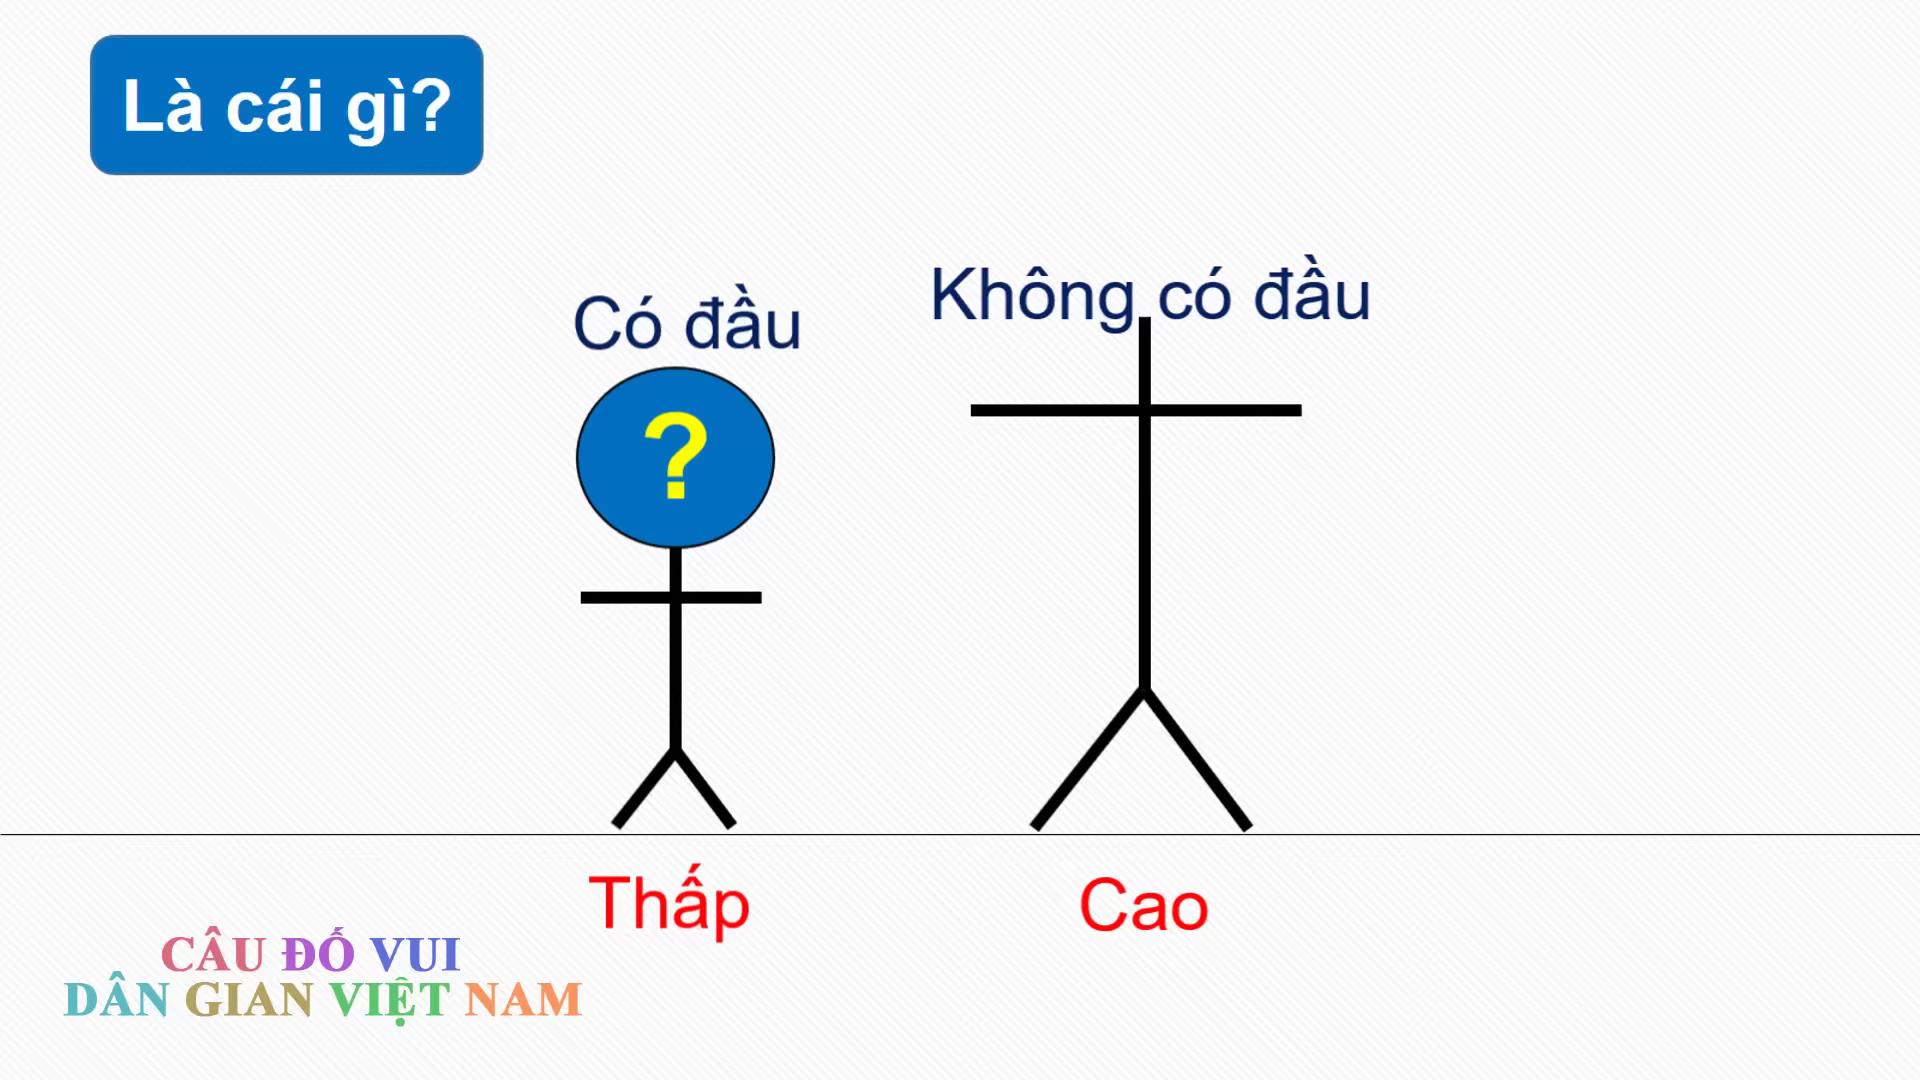 Là cái gì?
Có đầu
Không có đầu
?
Thấp
Cao
CÂU ĐỐ VUI
DÂN GIAN VIỆT NAM